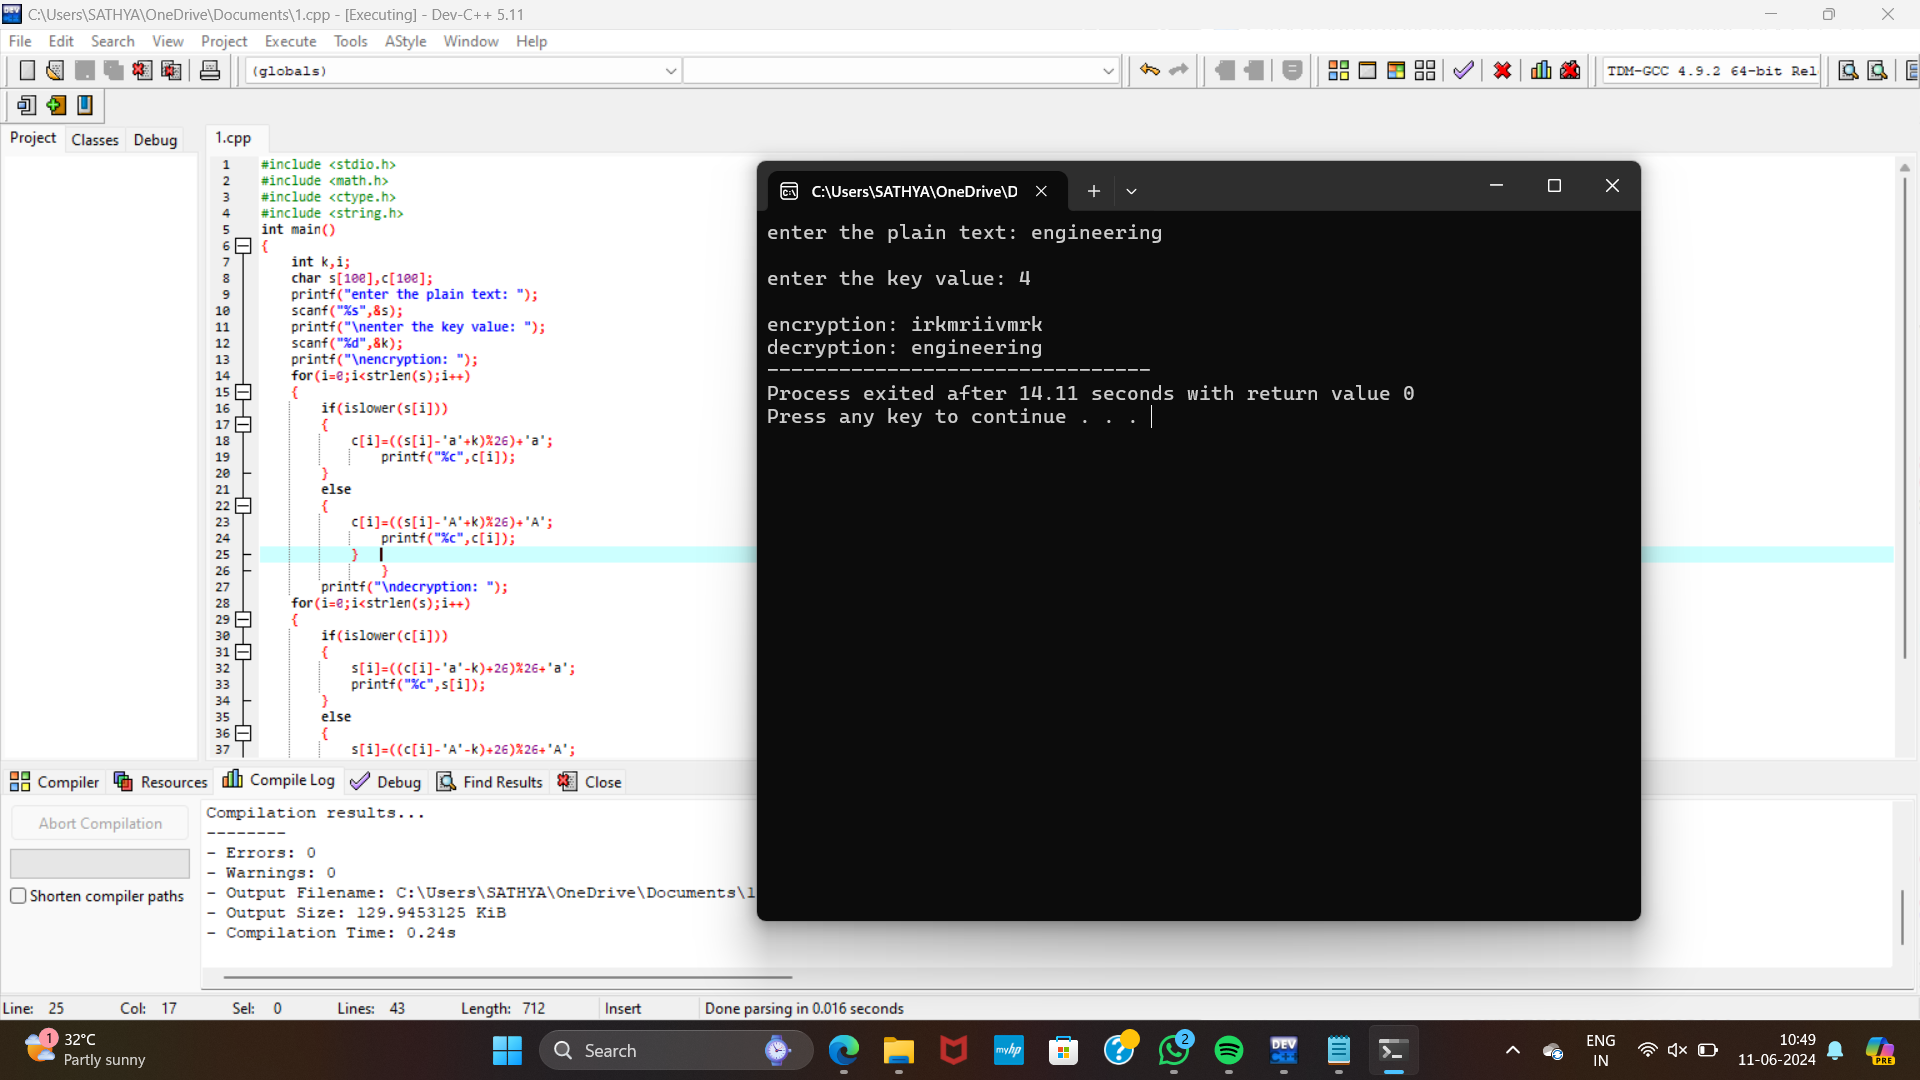 C:\Users\SATHYA\OneDrive\Documents\1.cpp - [Executing] - Dev-C++ 5.11
File Edit Search View Project Execute Tools AStyle Window Help
(globals)
TDM-GCC 4.9.2 64-bit Rel
Project Classes Debug
1.cpp
1 #include <stdio.h>
2 #include <math.h>
3 #include <ctype.h>
4 #include <string.h>
5 int main()
6 {
7 int k,i;
8 char s[100],c[100];
9 printf("enter the plain text: ");
10 scanf("%s",&s);
11 printf("\nenter the key value: ");
12 scanf("%d",&k);
13 printf("\nencryption: ");
14 for(i=0;i<strlen(s);i++)
15 {
16 if(islower(s[i]))
17 {
18 c[i]=((s[i]-'a'+k)%26)+'a';
19 printf("%c",c[i]);
20 }
21 else
22 {
23 c[i]=((s[i]-'A'+k)%26)+'A';
24 printf("%c",c[i]);
25 }
26 }
27 printf("\ndecryption: ");
28 for(i=0;i<strlen(s);i++)
29 {
30 if(islower(c[i]))
31 {
32 s[i]=((c[i]-'a'-k)+26)%26+'a';
33 printf("%c",s[i]);
34 }
35 else
36 {
37 s[i]=((c[i]-'A'-k)+26)%26+'A';
C:\Users\SATHYA\OneDrive\D
enter the plain text: engineering
enter the key value: 4
encryption: irkmriivmrk
decryption: engineering
--------------------------------
Process exited after 14.11 seconds with return value 0
Press any key to continue . . .
Compiler Resources Compile Log Debug Find Results Close
Abort Compilation
Shorten compiler paths
Compilation results...
--------
- Errors: 0
- Warnings: 0
- Output Filename: C:\Users\SATHYA\OneDrive\Documents\1
- Output Size: 129.9453125 KiB
- Compilation Time: 0.24s
Line: 25 Col: 17 Sel: 0 Lines: 43 Length: 712 Insert Done parsing in 0.016 seconds
1
32°C
Partly sunny
Search
myhp
2
DEV
C++
ENG
IN
10:49
11-06-2024
PRE